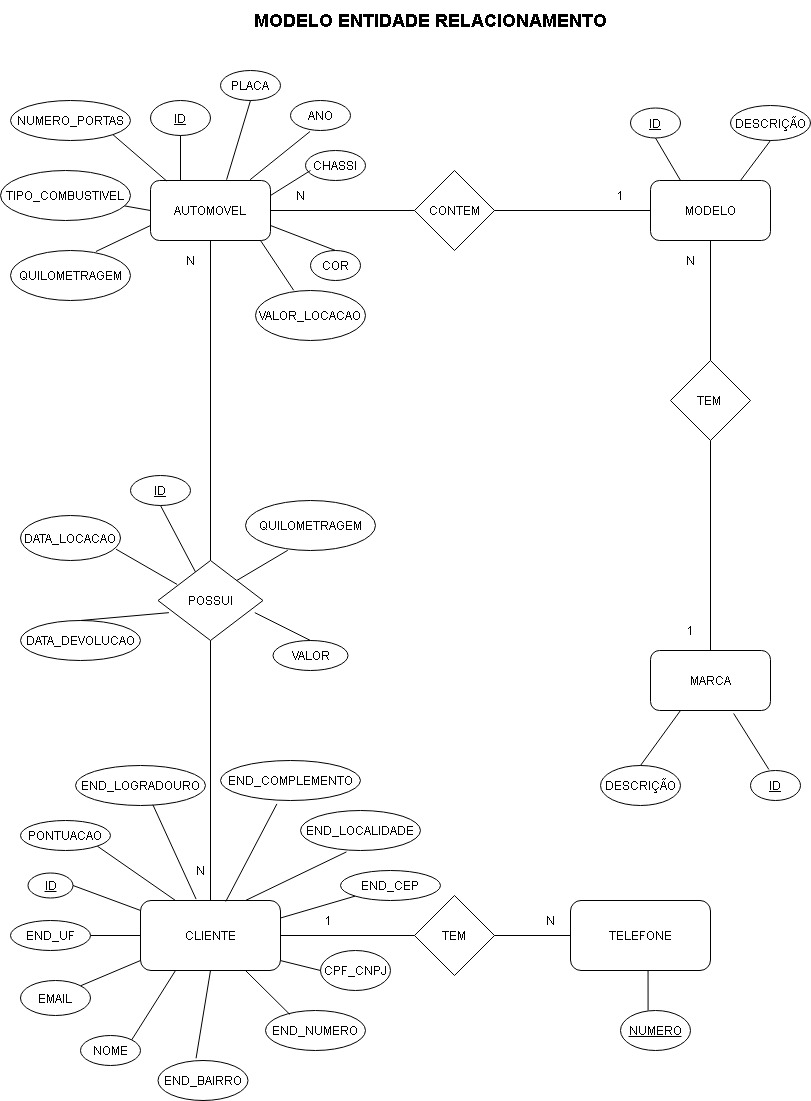 MODELO ENTIDADE RELACIONAMENTO
PLACA
NUMERO_PORTAS
ID
ANO
ID
DESCRIÇÃO
CHASSI
TIPO_COMBUSTIVEL
N
1
AUTOMOVEL
CONTEM
MODELO
N
COR
N
QUILOMETRAGEM
VALOR_LOCACAO
TEM
ID
QUILOMETRAGEM
DATA_LOCACAO
POSSUI
DATA_DEVOLUCAO
VALOR
1
MARCA
END_LOGRADOURO
END_COMPLEMENTO
DESCRIÇÃO
ID
PONTUACAO
END_LOCALIDADE
N
ID
END_CEP
1
N
END_UF
CLIENTE
TEM
TELEFONE
CPF_CNPJ
EMAIL
END_NUMERO
NUMERO
NOME
END_BAIRRO